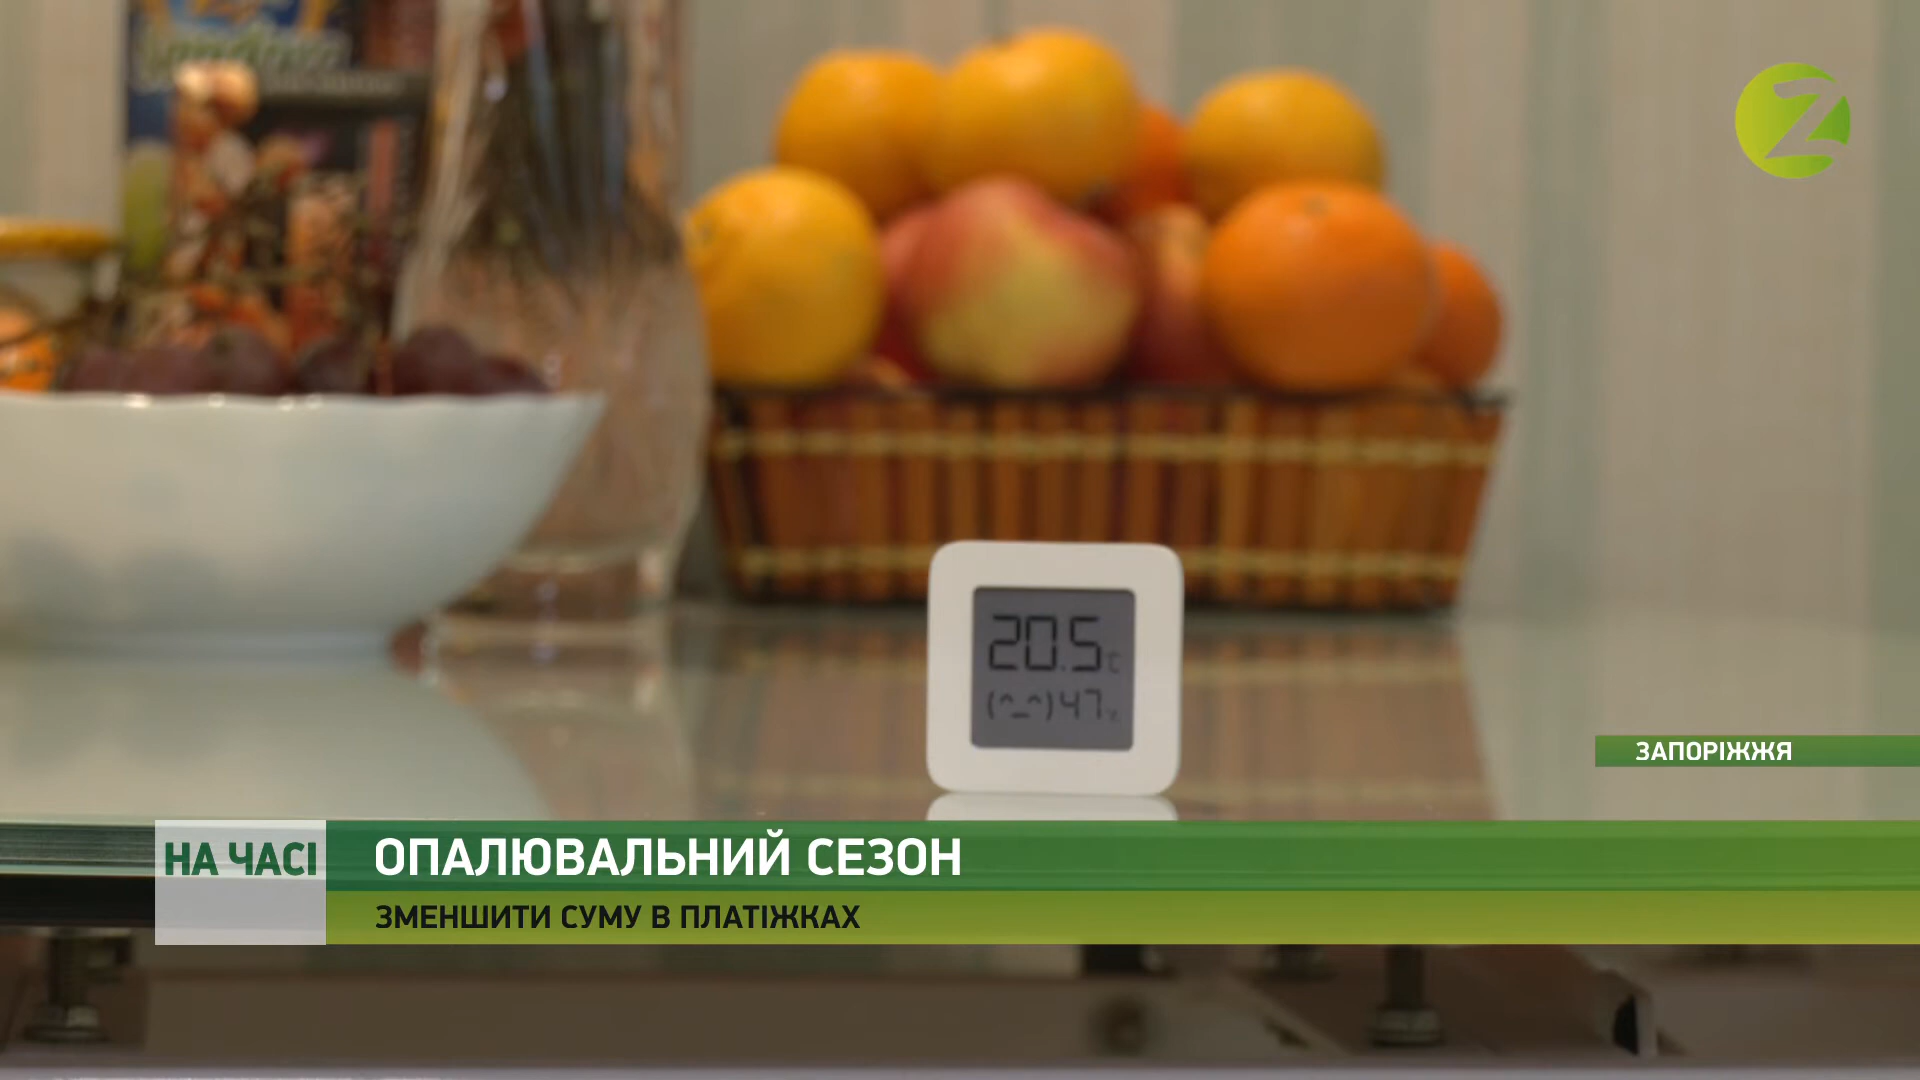 Z
20.5°C
(^_^) 47%
ЗАПОРІЖЖЯ
НА ЧАСІ
ОПАЛЮВАЛЬНИЙ СЕЗОН
ЗМЕНШИТИ СУМУ В ПЛАТІЖКАХ